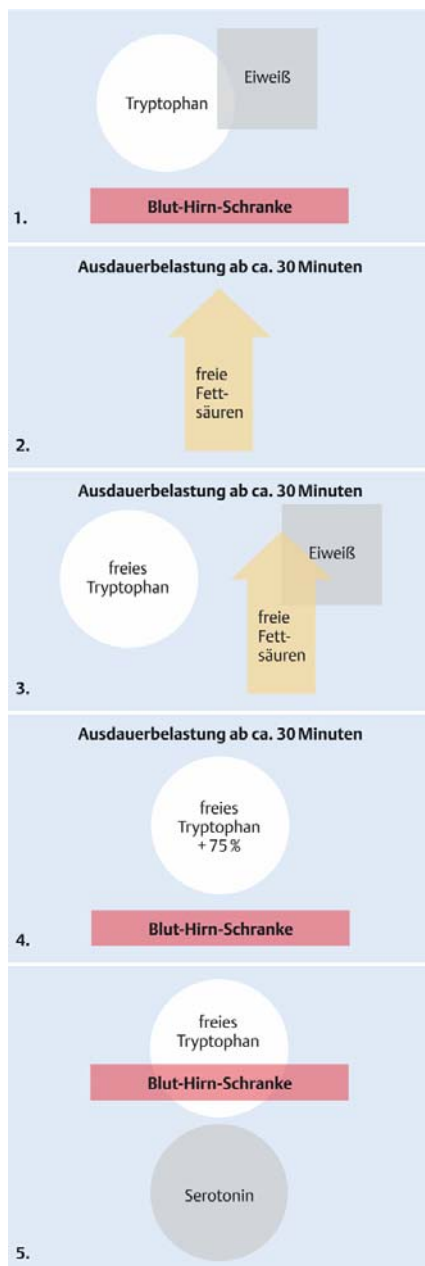 Tryptophan
Eiweiß
Blut-Hirn-Schranke
1.
Ausdauerbelastung ab ca. 30 Minuten
freie
Fett-
säuren
2.
Ausdauerbelastung ab ca. 30 Minuten
freies
Tryptophan
Eiweiß
freie
Fett-
säuren
3.
Ausdauerbelastung ab ca. 30 Minuten
freies
Tryptophan
+ 75 %
Blut-Hirn-Schranke
4.
freies
Tryptophan
Blut-Hirn-Schranke
Serotonin
5.